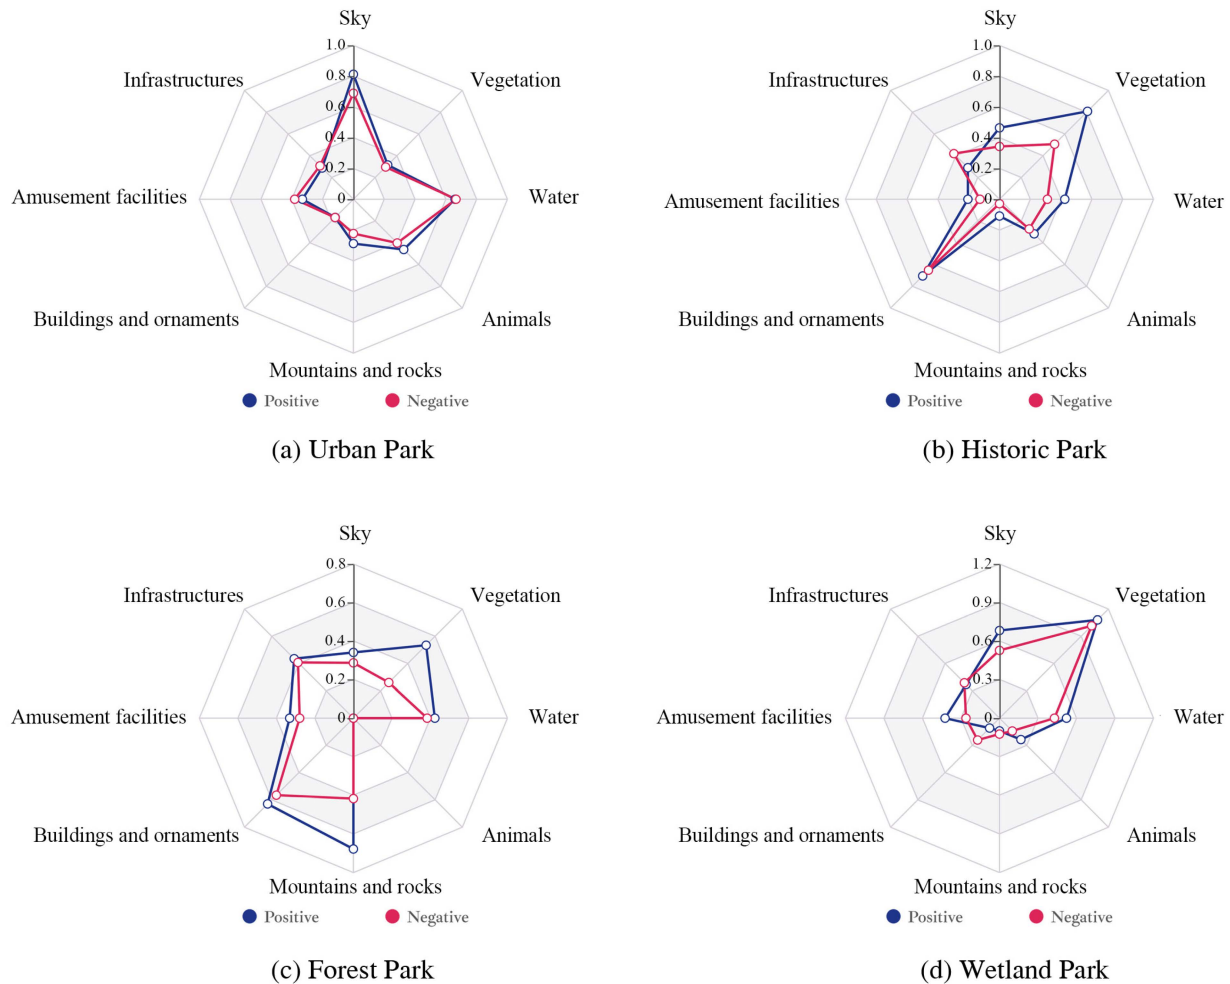 Sky
1.0
Infrastructures
Vegetation
0.8
0.6
0.4
0.2
Amusement facilities
0
Water
Buildings and ornaments
Animals
Mountains and rocks
Positive Negative
(a) Urban Park
Sky
1.0
Infrastructures
Vegetation
0.8
0.6
0.4
0.2
Amusement facilities
0
Water
Buildings and ornaments
Animals
Mountains and rocks
Positive Negative
(b) Historic Park
Sky
0.8
Infrastructures
Vegetation
0.6
0.4
0.2
Amusement facilities
0
Water
Buildings and ornaments
Animals
Mountains and rocks
Positive Negative
(c) Forest Park
Sky
1.2
Infrastructures
Vegetation
0.9
0.6
0.3
Amusement facilities
0
Water
Buildings and ornaments
Animals
Mountains and rocks
Positive Negative
(d) Wetland Park